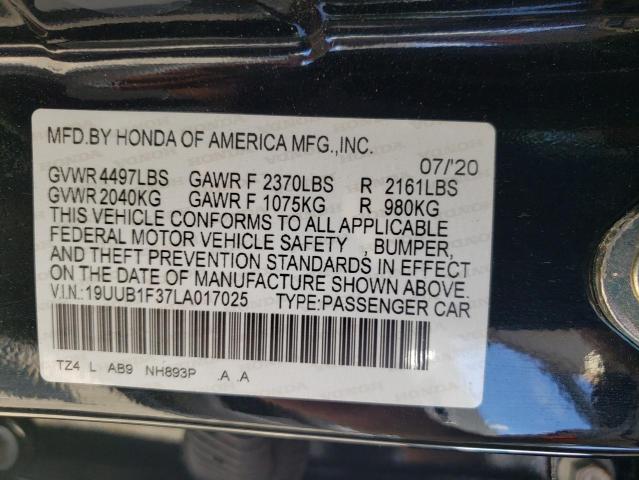 MFD.BY HONDA OF AMERICA MFG.,INC.
07/'20
GVWR 4497LBS GAWR F 2370LBS R 2161LBS
GVWR 2040KG GAWR F 1075KG R 980KG
THIS VEHICLE CONFORMS TO ALL APPLICABLE
FEDERAL MOTOR VEHICLE SAFETY , BUMPER,
AND THEFT PREVENTION STANDARDS IN EFFECT
ON THE DATE OF MANUFACTURE SHOWN ABOVE.
V.I.N.:19UUB1F37LA017025 TYPE:PASSENGER CAR
TZ4 L AB9 NH893P .A .A